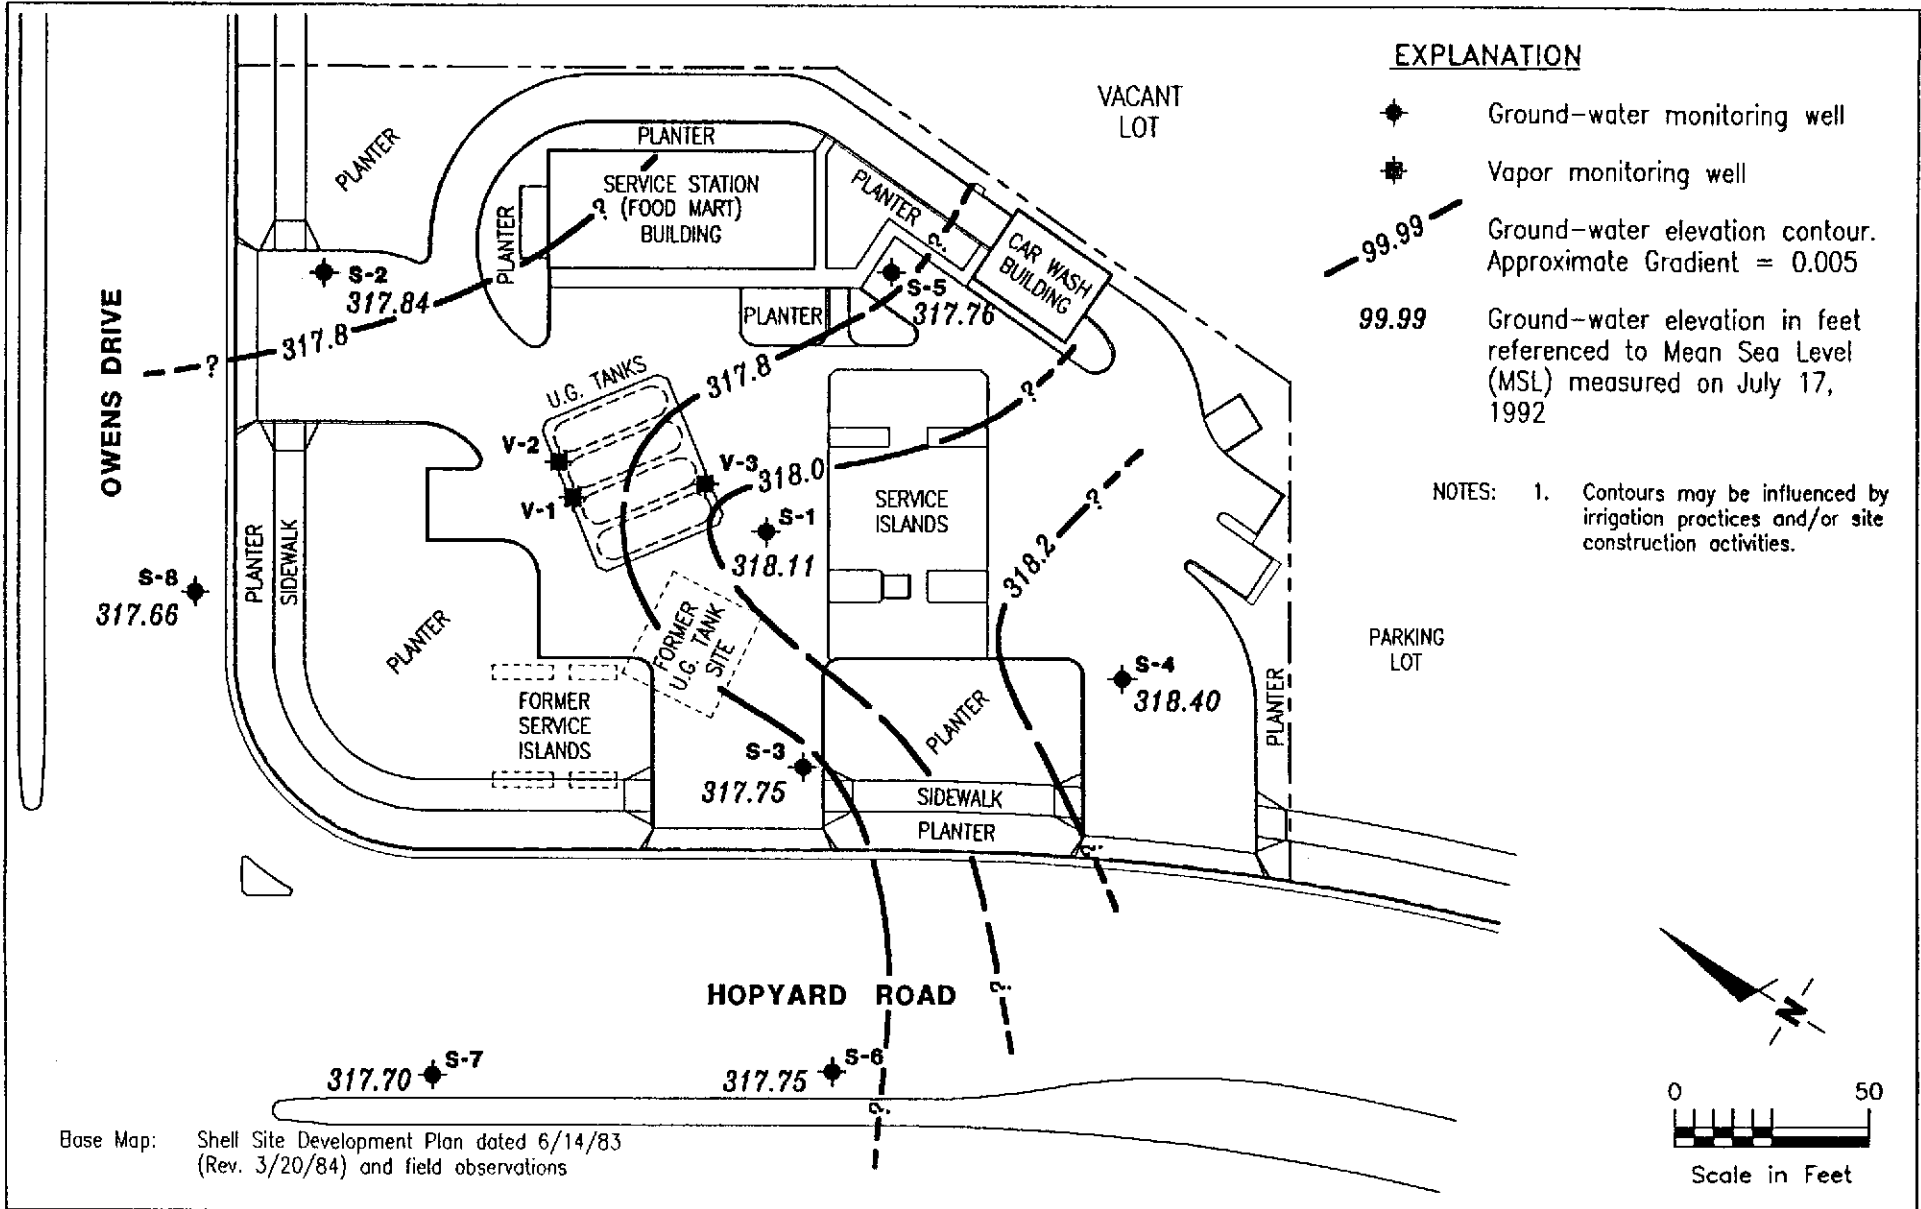 EXPLANATION
Ground-water monitoring well
Vapor monitoring well
99.99
Ground-water elevation contour.
Approximate Gradient = 0.005
99.99
Ground-water elevation in feet
referenced to Mean Sea Level
(MSL) measured on July 17,
1992
NOTES: 1. Contours may be influenced by
irrigation practices and/or site
construction activities.
VACANT
LOT
PLANTER
PLANTER
SERVICE STATION
(FOOD MART)
BUILDING
?
PLANTER
PLANTER
?
CAR WASH
BUILDING
S-2
317.84
S-5
317.76
PLANTER
OWENS DRIVE
?
317.8
317.8
U.G. TANKS
?
V-2
V-3
318.0
V-1
S-1
318.11
SERVICE
ISLANDS
?
318.2
S-8
317.66
PLANTER
SIDEWALK
PLANTER
FORMER
U.G. TANK
SITE
PARKING
LOT
S-4
318.40
PLANTER
PLANTER
FORMER
SERVICE
ISLANDS
S-3
317.75
SIDEWALK
PLANTER
?
HOPYARD ROAD
?
N
S-7
317.70
S-6
317.75
?
0 50
Scale in Feet
Base Map: Shell Site Development Plan dated 6/14/83
(Rev. 3/20/84) and field observations